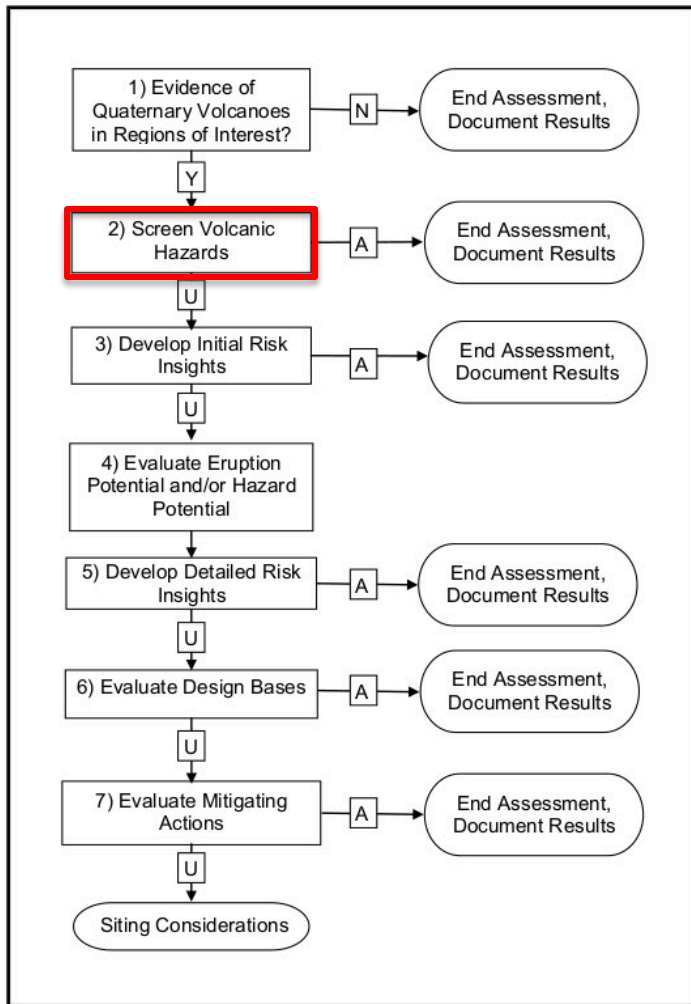 1) Evidence of
Quaternary Volcanoes
in Regions of Interest?
N
End Assessment,
Document Results
Y
2) Screen Volcanic
Hazards
A
End Assessment,
Document Results
U
3) Develop Initial Risk
Insights
A
End Assessment,
Document Results
U
4) Evaluate Eruption
Potential and/or Hazard
Potential
5) Develop Detailed Risk
Insights
A
End Assessment,
Document Results
U
6) Evaluate Design Bases
A
End Assessment,
Document Results
U
7) Evaluate Mitigating
Actions
A
End Assessment,
Document Results
U
Siting Considerations